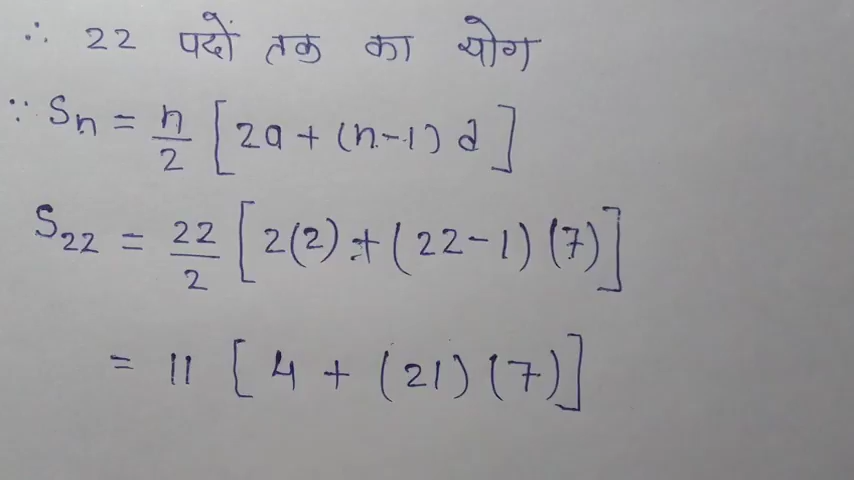 ∴ 22 पदों तक का योग
∵ Sn = n/2 [2a + (n-1) d]
S22 = 22/2 [2(2) + (22-1) (7)]
= 11 [4 + (21) (7)]